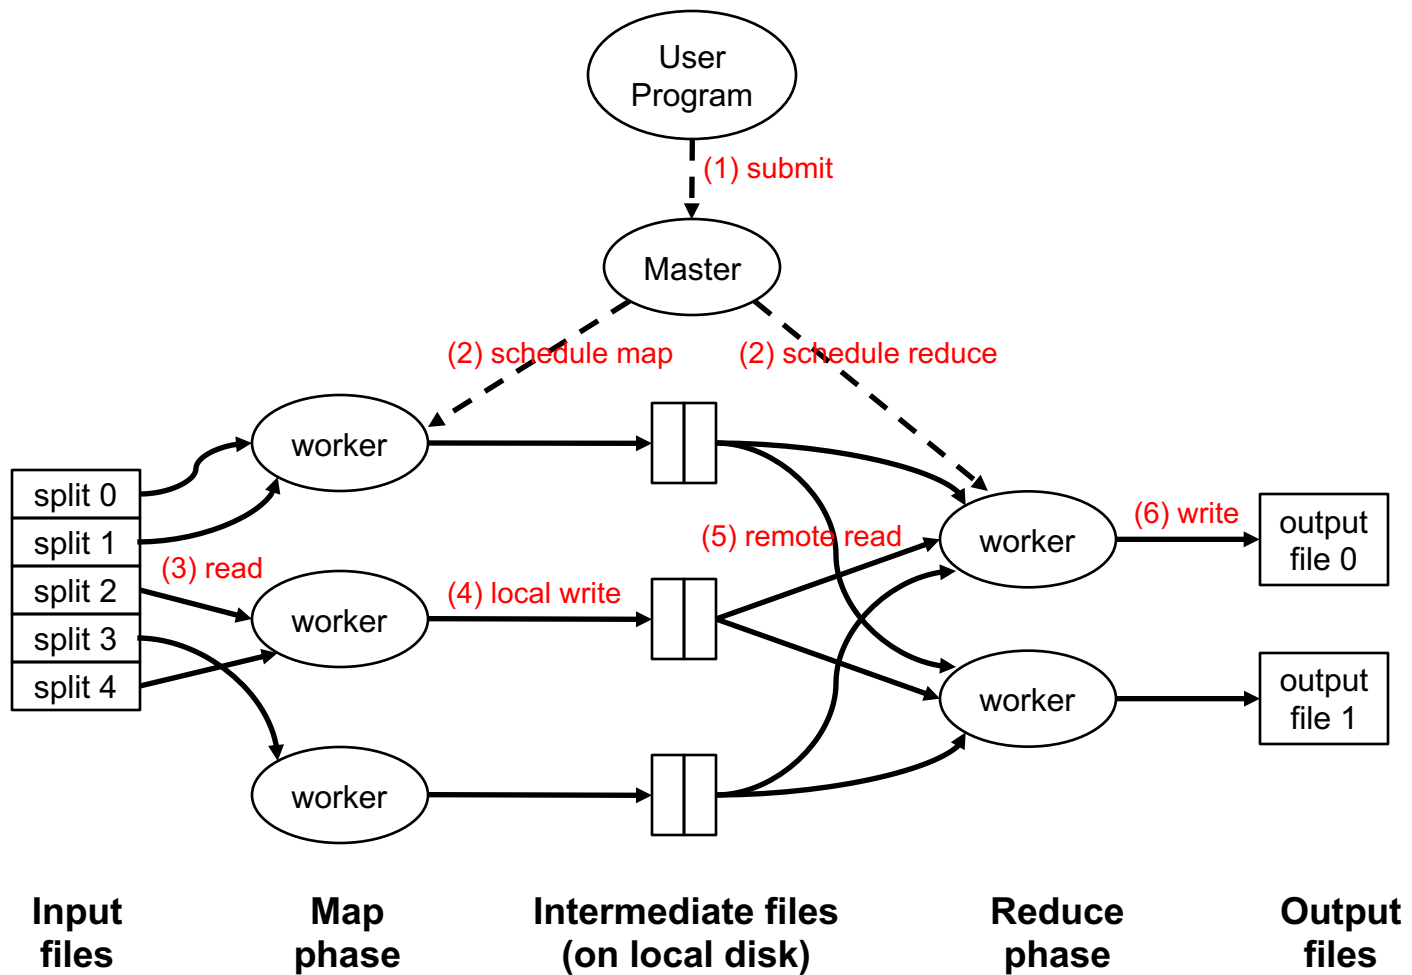 User
Program
(1) submit
Master
(2) schedule map
(2) schedule reduce
worker
split 0
split 1
split 2
split 3
split 4
(3) read
worker
(4) local write
worker
(5) remote read
worker
(6) write
output
file 0
worker
output
file 1
Input
files
Map
phase
Intermediate files
(on local disk)
Reduce
phase
Output
files